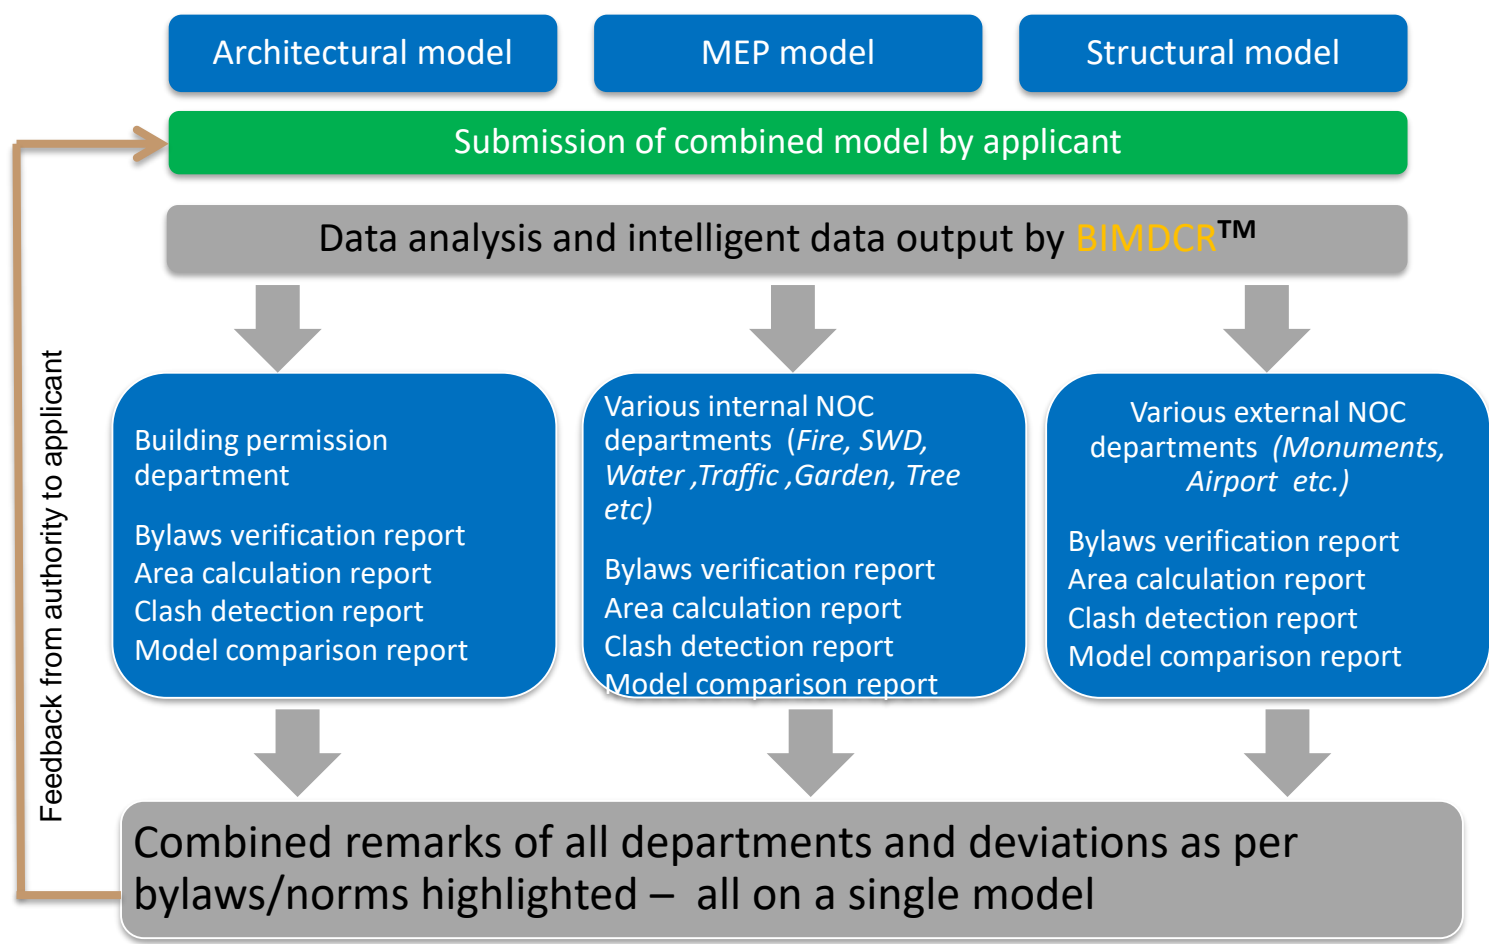 Architectural model
MEP model
Structural model
Submission of combined model by applicant
Data analysis and intelligent data output by BIMDCR™
Feedback from authority to applicant
Building permission
department
Bylaws verification report
Area calculation report
Clash detection report
Model comparison report
Various internal NOC
departments (Fire, SWD,
Water ,Traffic ,Garden, Tree
etc)
Bylaws verification report
Area calculation report
Clash detection report
Model comparison report
Various external NOC
departments (Monuments,
Airport etc.)
Bylaws verification report
Area calculation report
Clash detection report
Model comparison report
Combined remarks of all departments and deviations as per
bylaws/norms highlighted – all on a single model